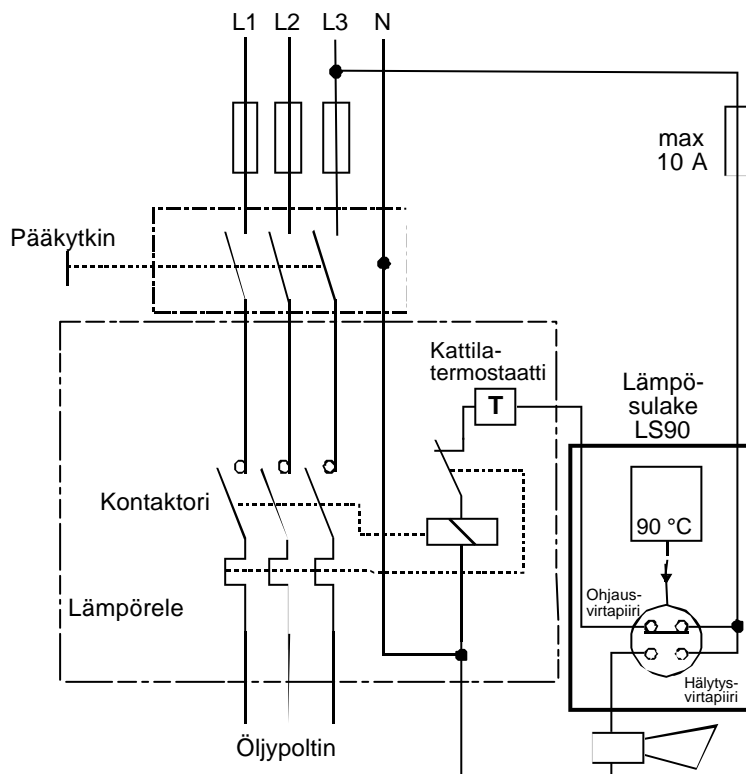 L1 L2 L3 N
max
10 A
Pääkytkin
Kattila-
termostaatti
T
Lämpö-
sulake
LS90
Kontaktori
90 °C
Lämpörele
Ohjaus-
virtapiiri
Hälytys-
virtapiiri
Öljypoltin